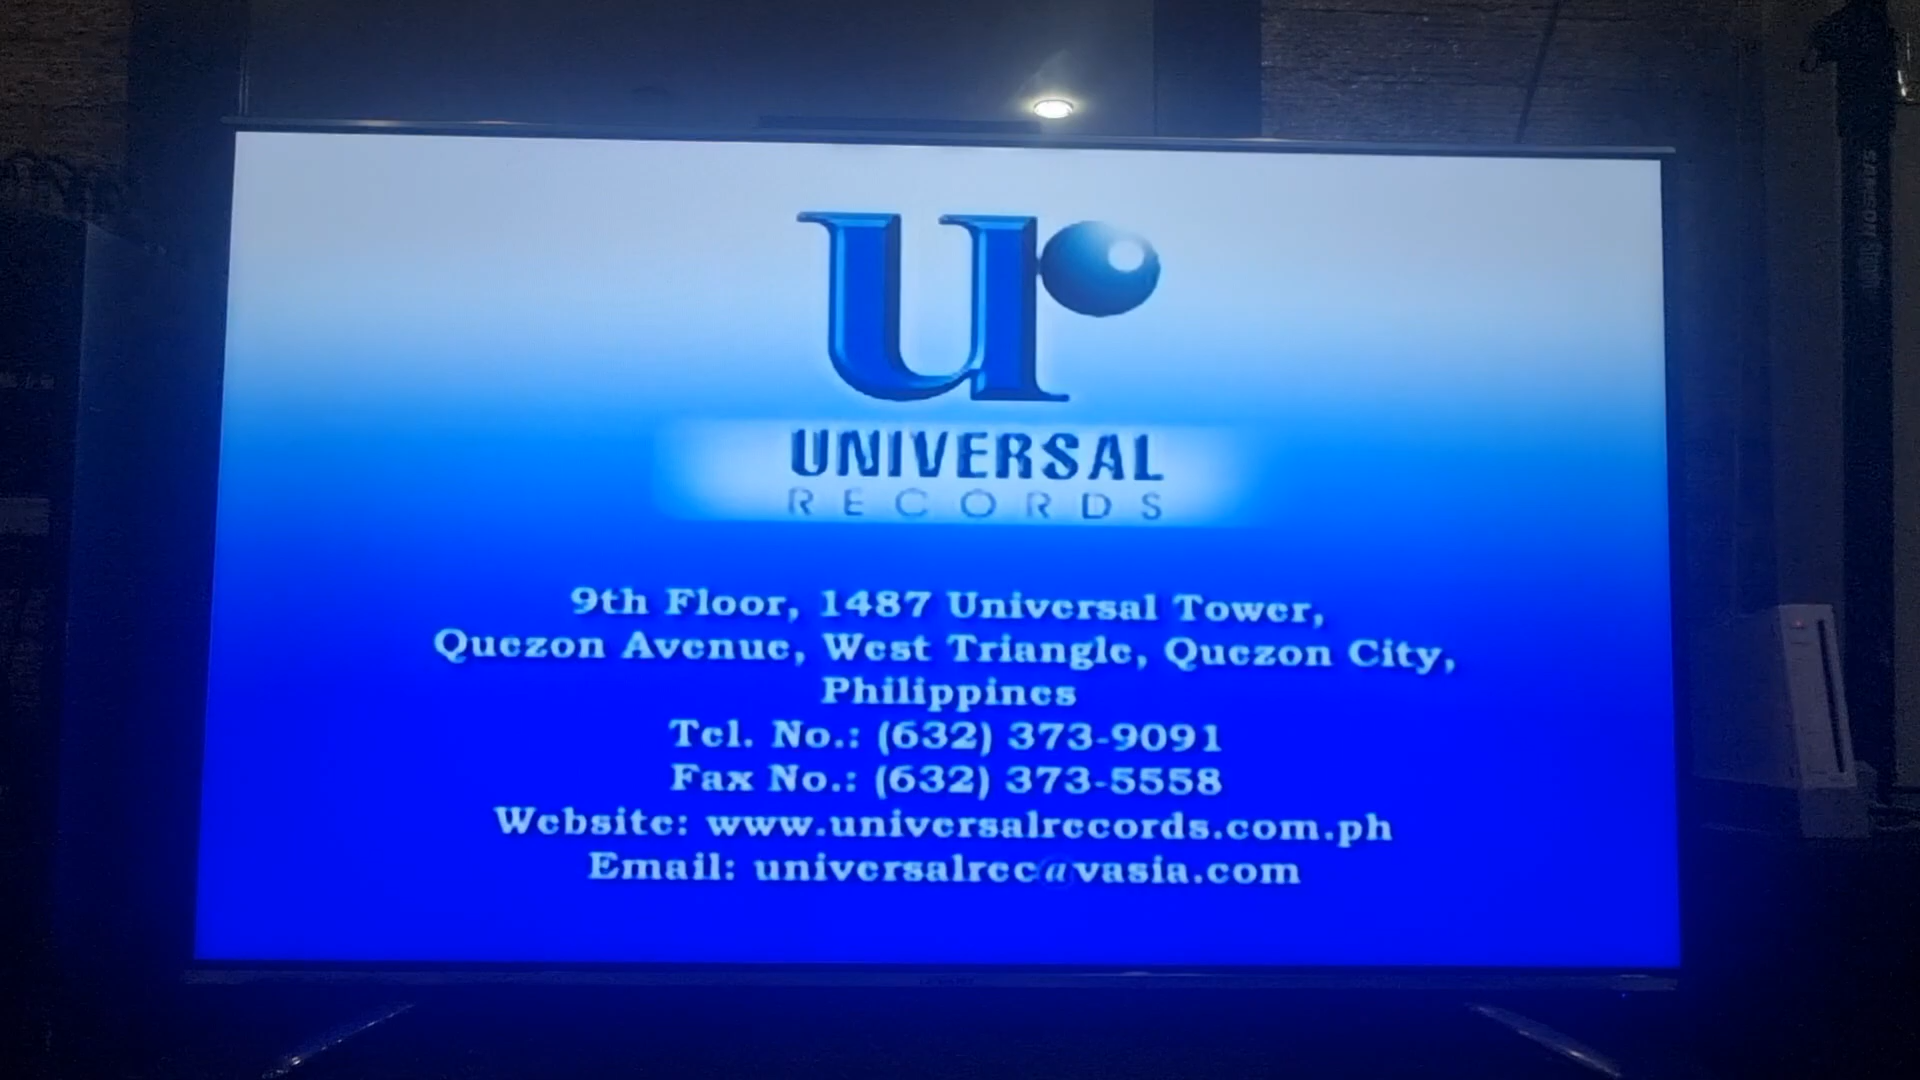 ur
UNIVERSAL
RECORDS
9th Floor, 1487 Universal Tower,
Quezon Avenue, West Triangle, Quezon City,
Philippines
Tel. No.: (632) 373-9091
Fax No.: (632) 373-5558
Website: www.universalrecords.com.ph
Email: universalrec@vasia.com